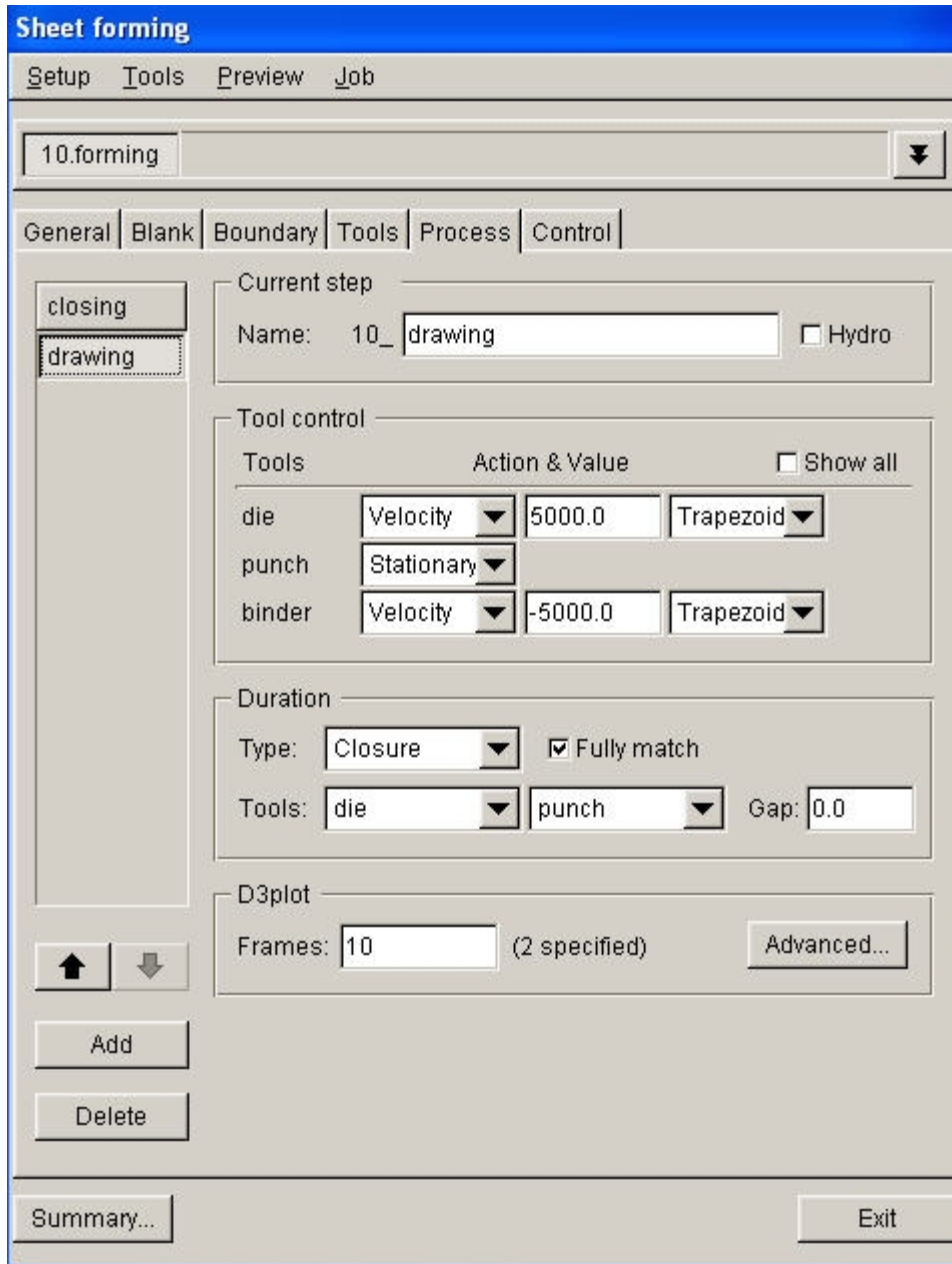 Sheet forming
Setup Tools Preview Job
10.forming
General Blank Boundary Tools Process Control
closing
drawing
Current step
Name: 10_ drawing Hydro
Tool control
Tools Action & Value Show all
die Velocity 5000.0 Trapezoid
punch Stationary
binder Velocity -5000.0 Trapezoid
Duration
Type: Closure Fully match
Tools: die punch Gap: 0.0
D3plot
Frames: 10 (2 specified) Advanced...
Add
Delete
Summary... Exit